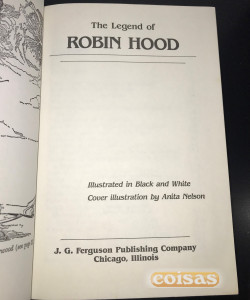 The Legend of
ROBIN HOOD
Illustrated in Black and White
Cover illustration by Anita Nelson
J. G. Ferguson Publishing Company
Chicago, Illinois
coisas